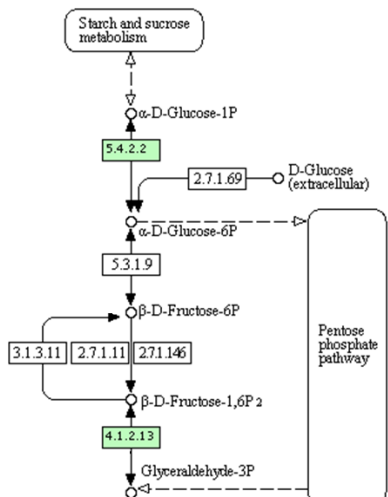 Starch and sucrose
metabolism
α-D-Glucose-1P
5.4.2.2
2.7.1.69
D-Glucose
(extracellular)
α-D-Glucose-6P
5.3.1.9
β-D-Fructose-6P
3.1.3.11
2.7.1.11
2.7.1.146
Pentose
phosphate
pathway
β-D-Fructose-1,6P2
4.1.2.13
Glyceraldehyde-3P